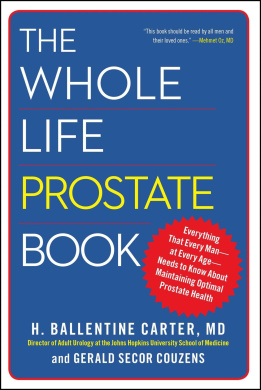 THE
WHOLE
LIFE
PROSTATE
BOOK
"This book should be read by all men and
their loved ones." —Mehmet Oz, MD
Everything
That Every Man—
at Every Age—
Needs to Know About
Maintaining Optimal
Prostate Health
H. BALLENTINE CARTER, MD
Director of Adult Urology at the Johns Hopkins University School of Medicine
and GERALD SECOR COUZENS